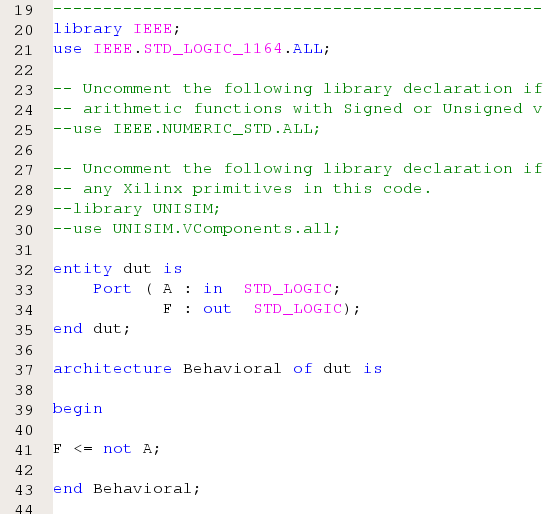 19 -------------------------------------------------
20 library IEEE;
21 use IEEE.STD_LOGIC_1164.ALL;
22
23 -- Uncomment the following library declaration if
24 -- arithmetic functions with Signed or Unsigned v
25 --use IEEE.NUMERIC_STD.ALL;
26
27 -- Uncomment the following library declaration if
28 -- any Xilinx primitives in this code.
29 --library UNISIM;
30 --use UNISIM.VComponents.all;
31
32 entity dut is
33     Port ( A : in  STD_LOGIC;
34            F : out  STD_LOGIC);
35 end dut;
36
37 architecture Behavioral of dut is
38
39 begin
40
41 F <= not A;
42
43 end Behavioral;
44